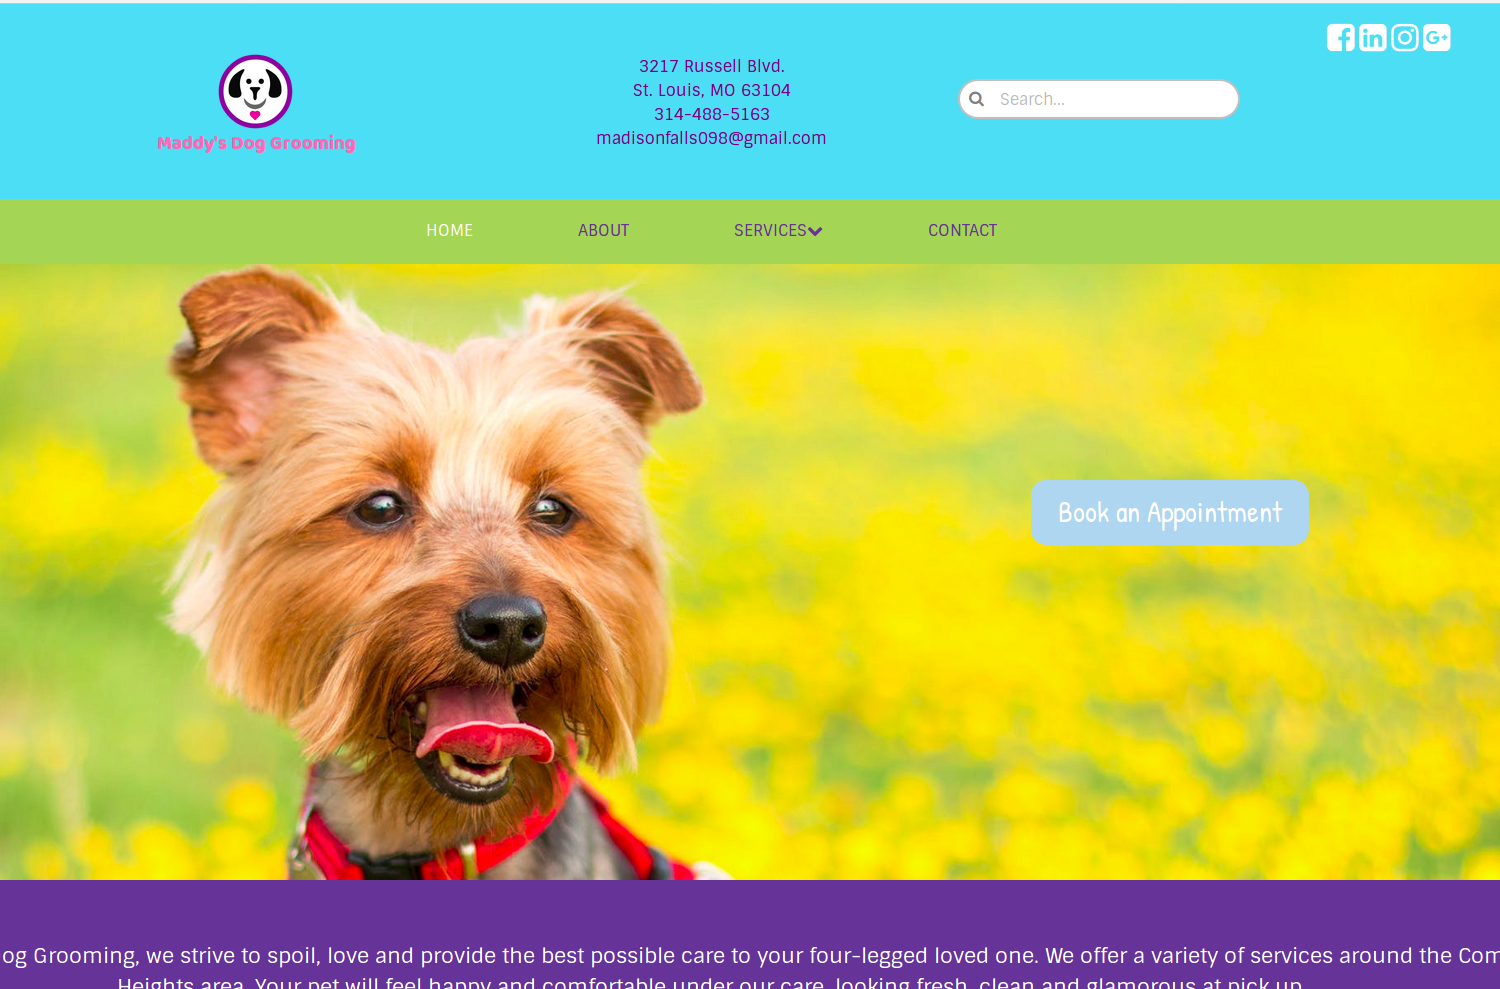 Maddy's Dog Grooming
3217 Russell Blvd.
St. Louis, MO 63104
314-488-5163
madisonfalls098@gmail.com
Search...
HOME
ABOUT
SERVICES
CONTACT
Book an Appointment
og Grooming, we strive to spoil, love and provide the best possible care to your four-legged loved one. We offer a variety of services around the Com
Heights area. Your pet will feel happy and comfortable under our care, looking fresh, clean and glamorous at pick up.